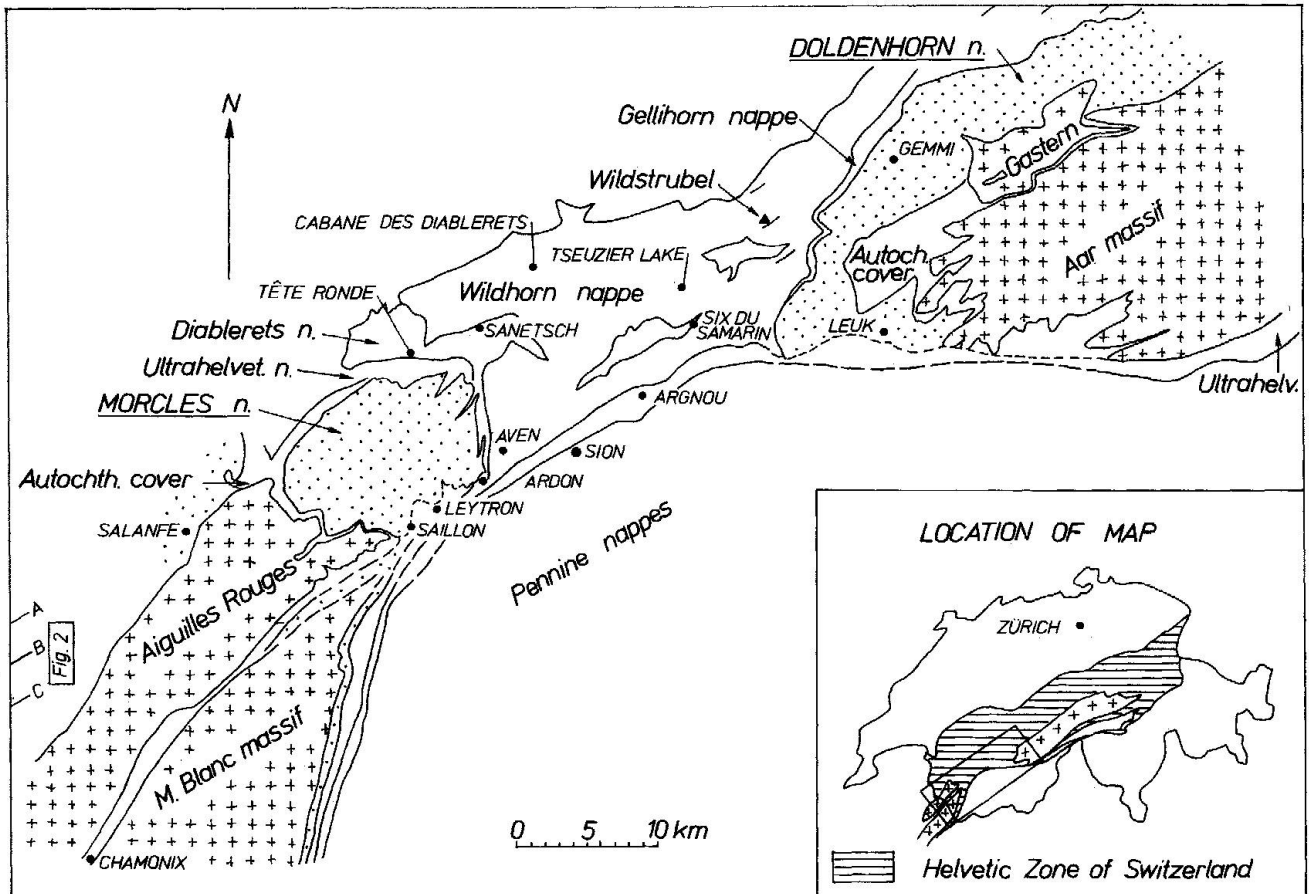 DOLDENHORN n.
N
Gellihorn nappe
GEMMI
Gastern
Wildstrubel
CABANE DES DIABLERETS
TSEUZIER LAKE
Autoch.
cover
Aar massif
TÊTE RONDE
Wildhorn nappe
Diablerets n.
SANETSCH
SIX DU
SAMARIN
LEUK
Ultrahelvet. n.
Ultrahelv.
MORCLES n.
ARGNOU
AVEN
SION
Autochth. cover
ARDON
LEYTRON
SALANFE
SAILLON
Pennine nappes
Aiguilles Rouges
A
B
C
Fig. 2
M. Blanc massif
CHAMONIX
0 5 10 km
LOCATION OF MAP
ZÜRICH
Helvetic Zone of Switzerland